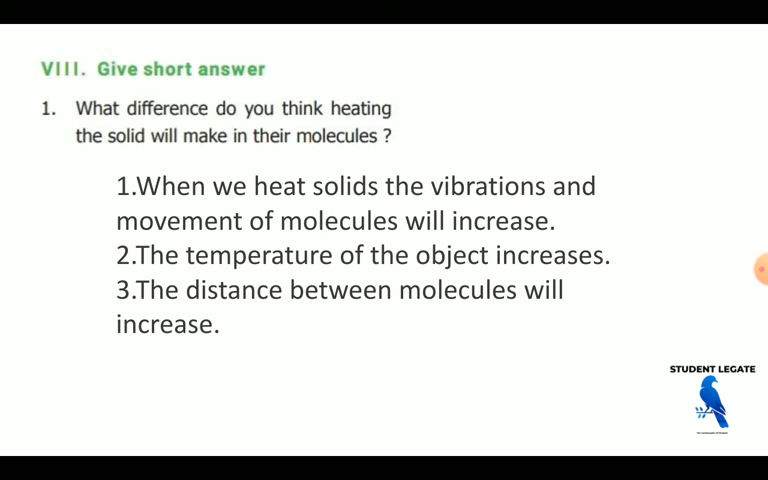 VIII. Give short answer
1. What difference do you think heating
the solid will make in their molecules ?
1.When we heat solids the vibrations and
movement of molecules will increase.
2.The temperature of the object increases.
3.The distance between molecules will
increase.
STUDENT LEGATE